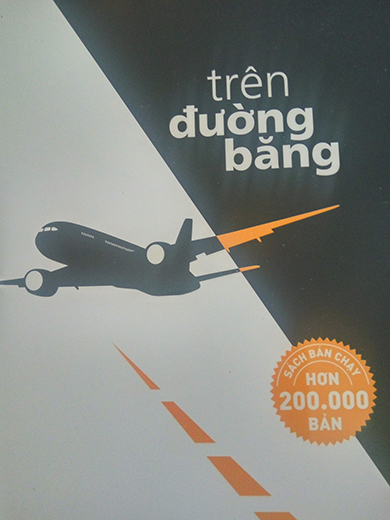 trên
đường
băng
SÁCH BÁN CHẠY
HƠN
200.000
BẢN